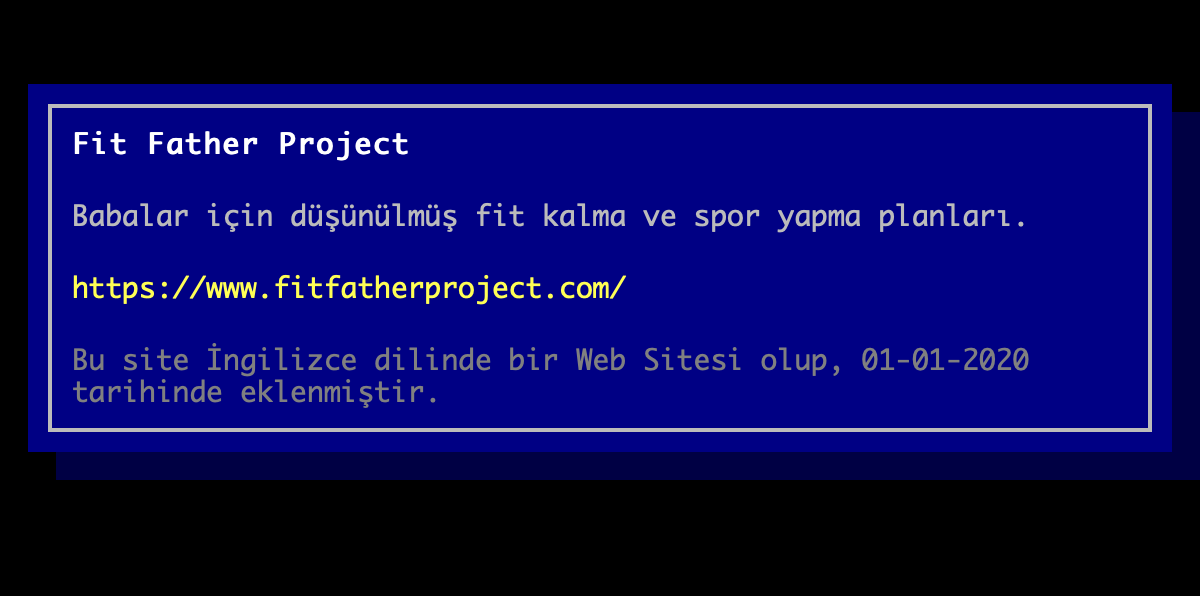 Fit Father Project
Babalar için düşünülmüş fit kalma ve spor yapma planları.
https://www.fitfatherproject.com/
Bu site İngilizce dilinde bir Web Sitesi olup, 01-01-2020
tarihinde eklenmiştir.